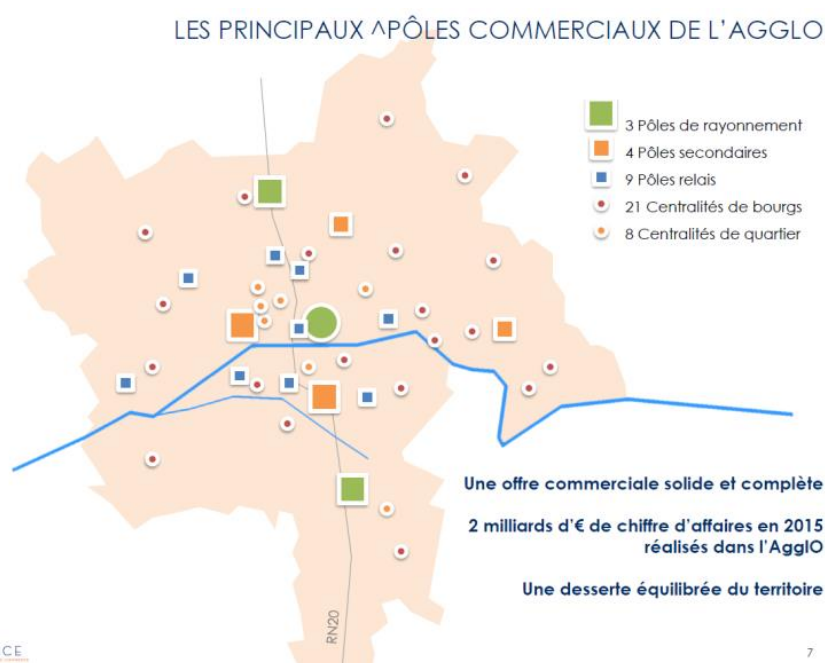 LES PRINCIPAUX ^PÔLES COMMERCIAUX DE L'AGGLO
3 Pôles de rayonnement
4 Pôles secondaires
9 Pôles relais
21 Centralités de bourgs
8 Centralités de quartier
Une offre commerciale solide et complète
2 milliards d'€ de chiffre d'affaires en 2015
réalisés dans l'AgglO
Une desserte équilibrée du territoire
RN20
CE
7